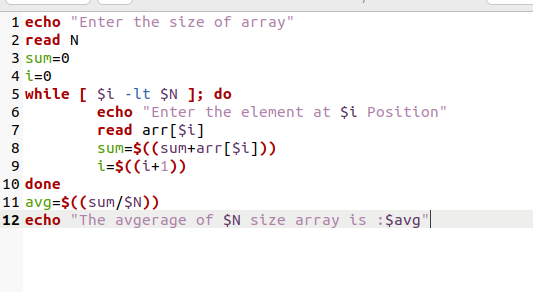 1 echo "Enter the size of array"
2 read N
3 sum=0
4 i=0
5 while [ $i -lt $N ]; do
6 echo "Enter the element at $i Position"
7 read arr[$i]
8 sum=$((sum+arr[$i]))
9 i=$((i+1))
10 done
11 avg=$((sum/$N))
12 echo "The avgerage of $N size array is :$avg"